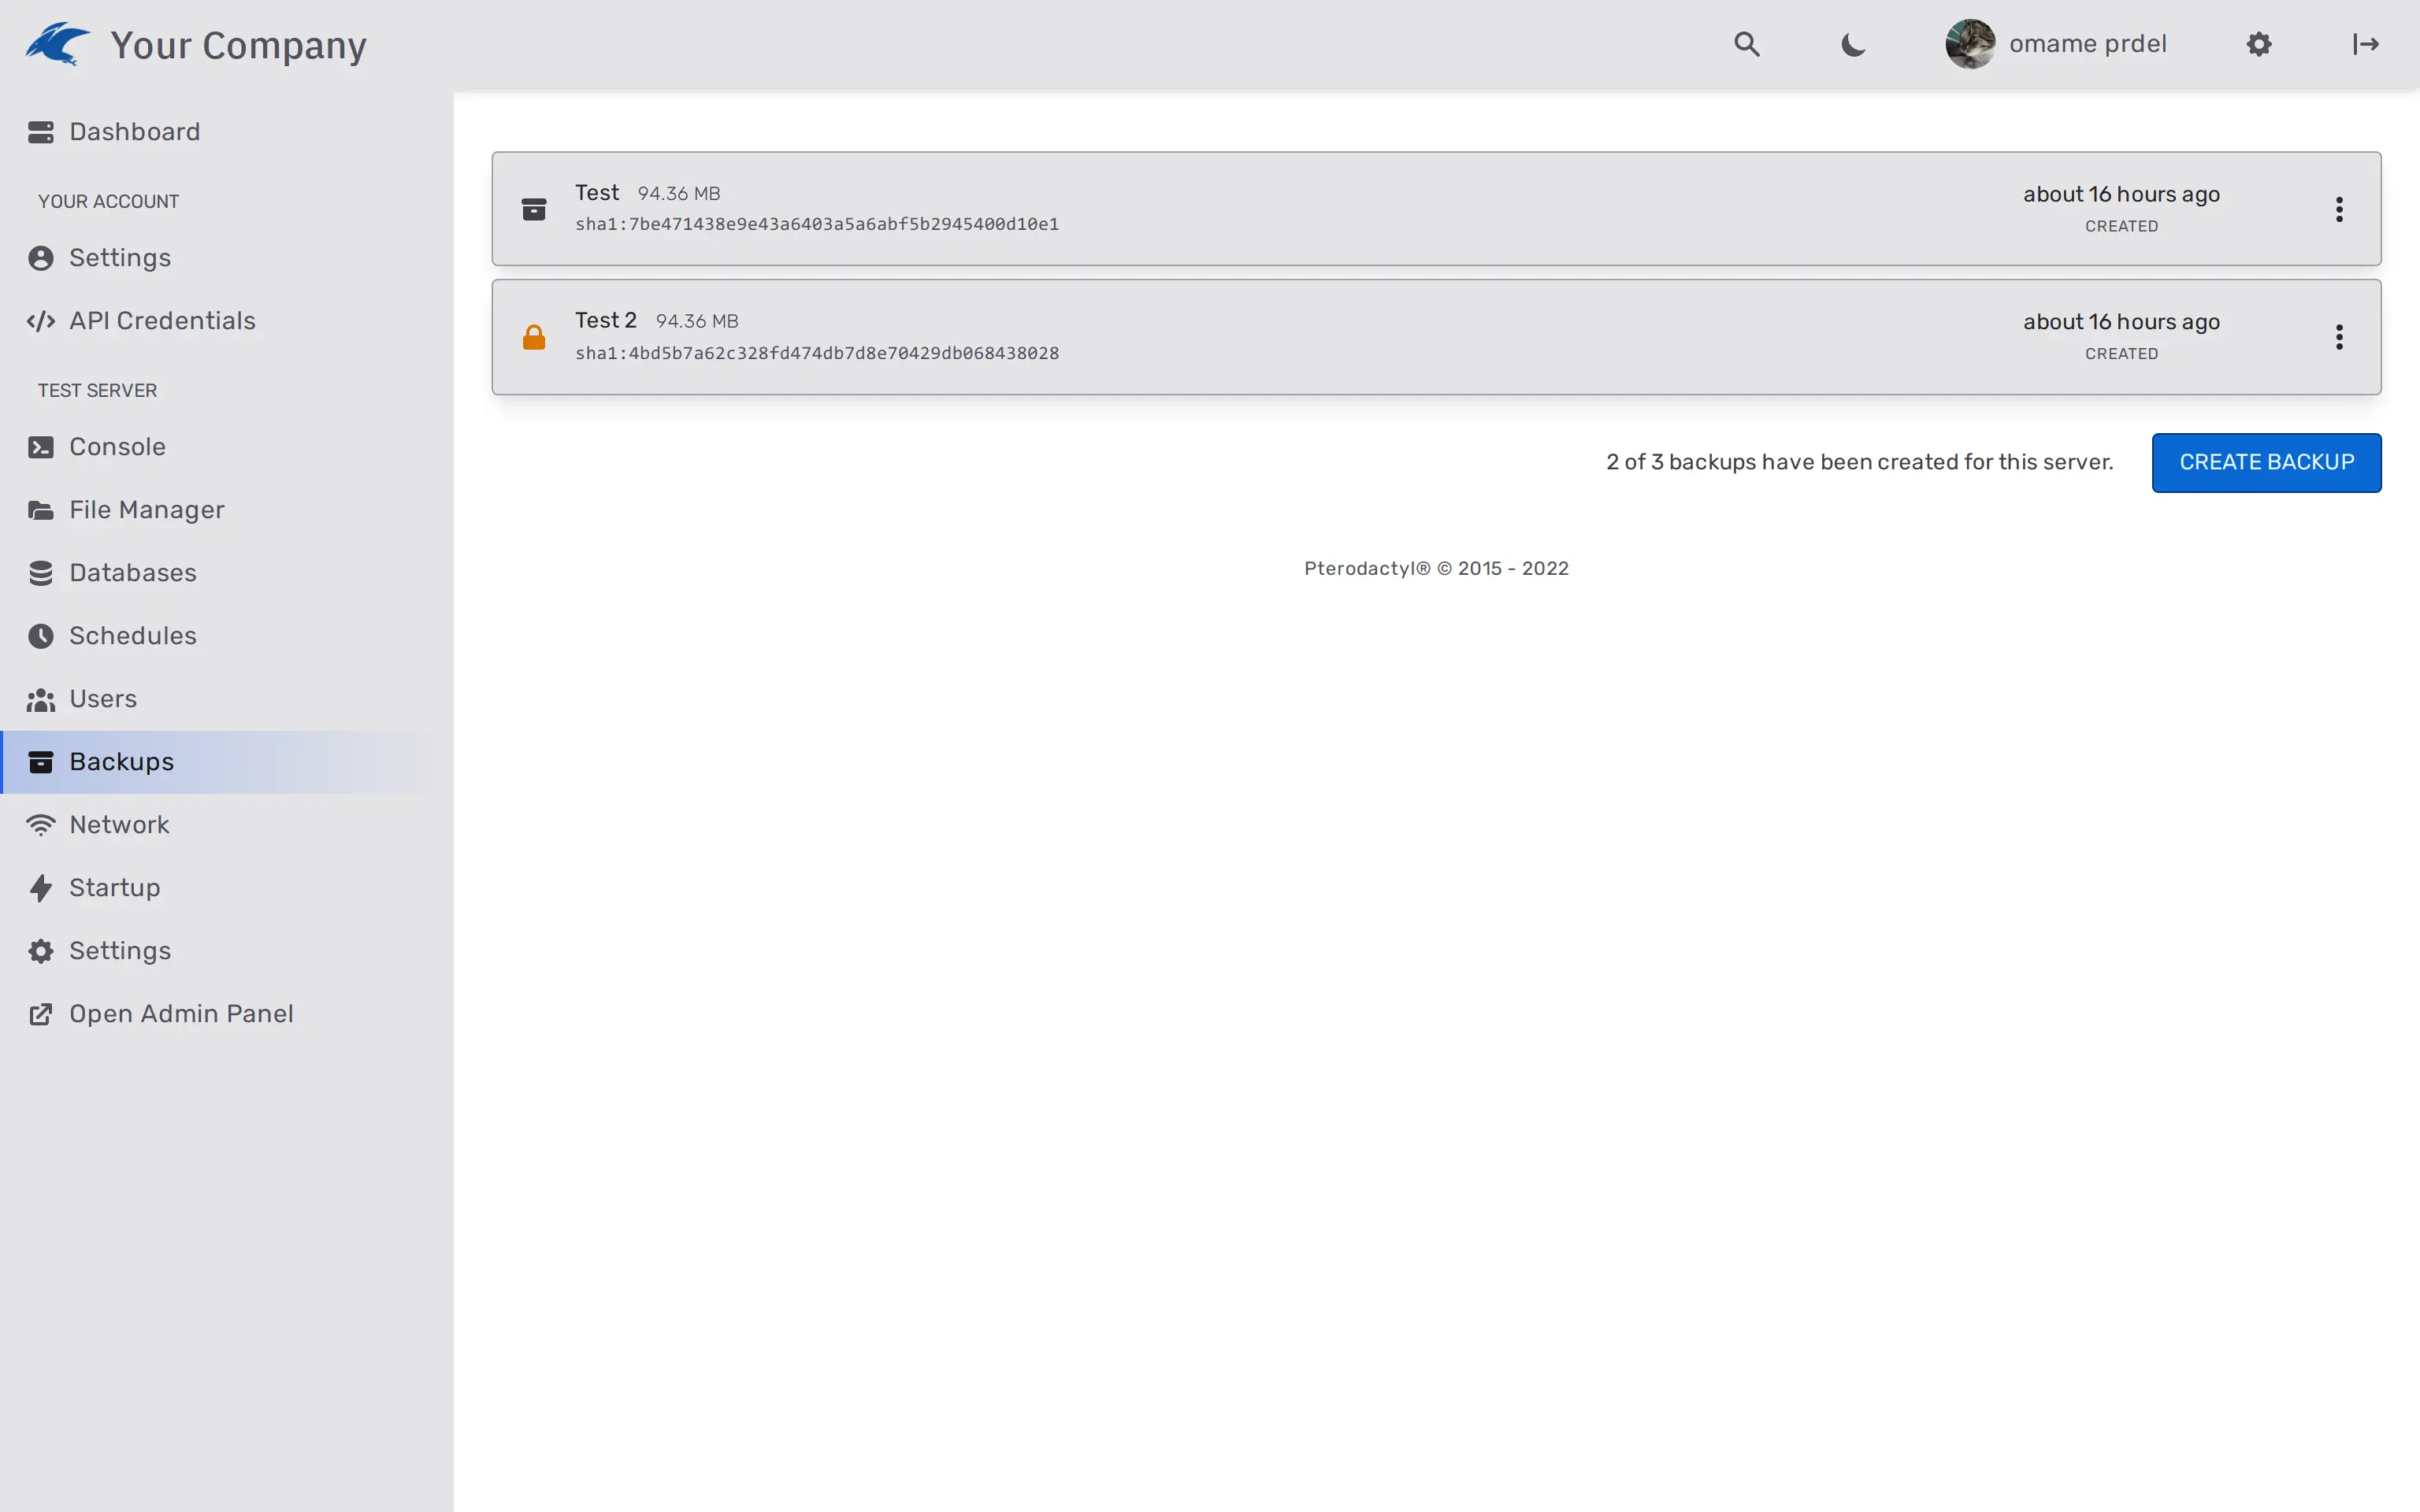 Your Company
omame prdel
Dashboard
YOUR ACCOUNT
Settings
API Credentials
TEST SERVER
Console
File Manager
Databases
Schedules
Users
Backups
Network
Startup
Settings
Open Admin Panel
Test 94.36 MB
sha1:7be471438e9e43a6403a5a6abf5b2945400d10e1
about 16 hours ago
CREATED
Test 2 94.36 MB
sha1:4bd5b7a62c328fd474db7d8e70429db068438028
about 16 hours ago
CREATED
2 of 3 backups have been created for this server.
CREATE BACKUP
Pterodactyl® © 2015 - 2022